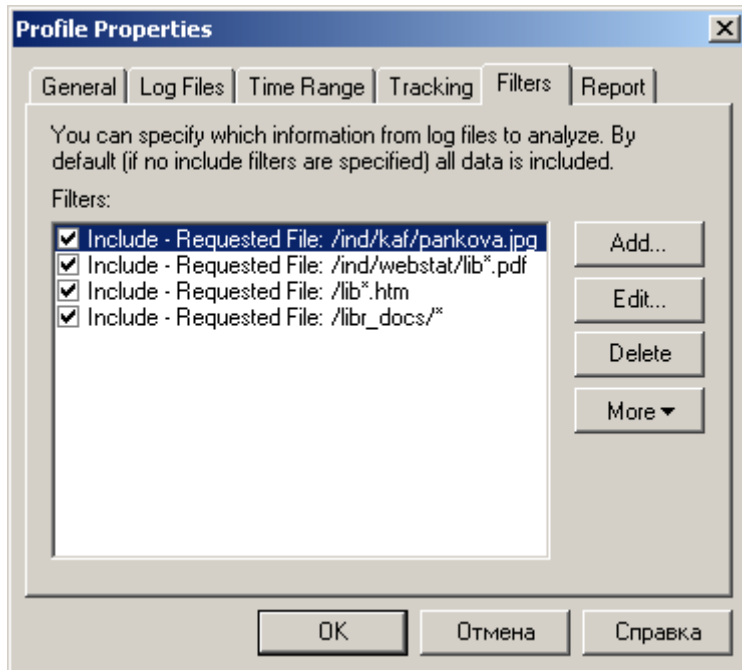 Profile Properties
General Log Files Time Range Tracking Filters Report
You can specify which information from log files to analyze. By
default (if no include filters are specified) all data is included.
Filters:
Include - Requested File: /ind/kaf/pankova.jpg
Include - Requested File: /ind/webstat/lib*.pdf
Include - Requested File: /lib*.htm
Include - Requested File: /libr_docs/*
Add...
Edit...
Delete
More
OK Отмена Справка